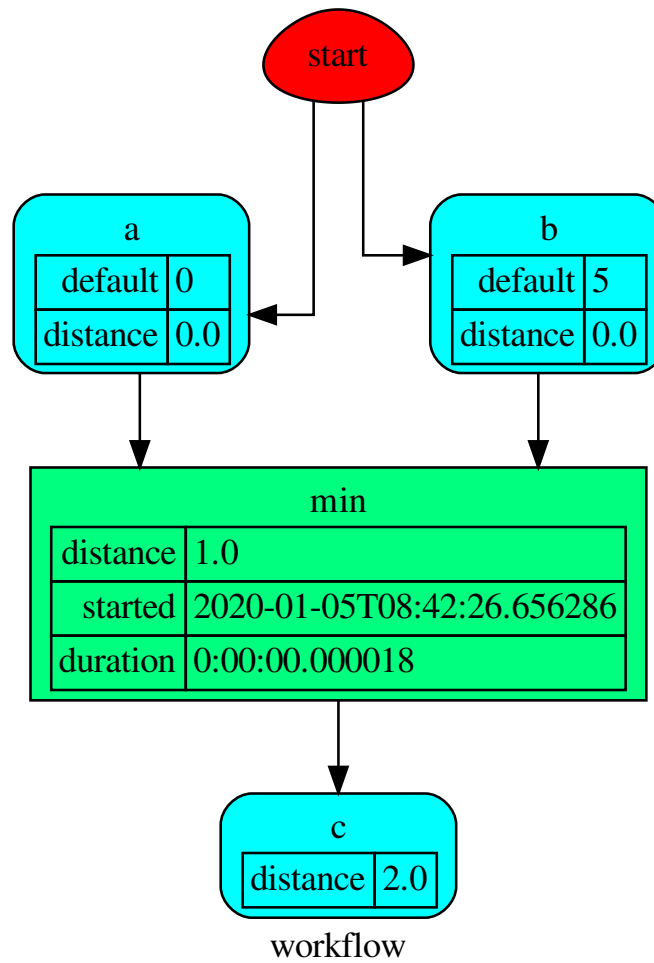 start
a
default 0
distance 0.0
b
default 5
distance 0.0
min
distance 1.0
started 2020-01-05T08:42:26.656286
duration 0:00:00.000018
c
distance 2.0
workflow